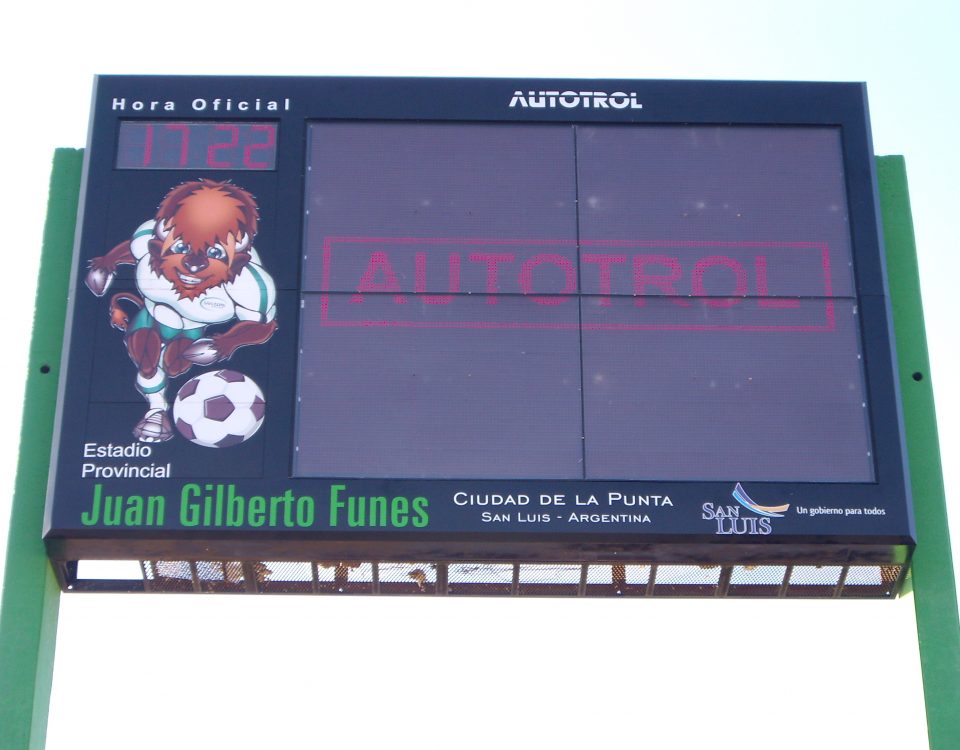 Hora Oficial
AUTOTROL
17 22
AUTOTROL
Estadio
Provincial
Juan Gilberto Funes
CIUDAD DE LA PUNTA
SAN LUIS - ARGENTINA
SAN
LUIS
Un gobierno para todos